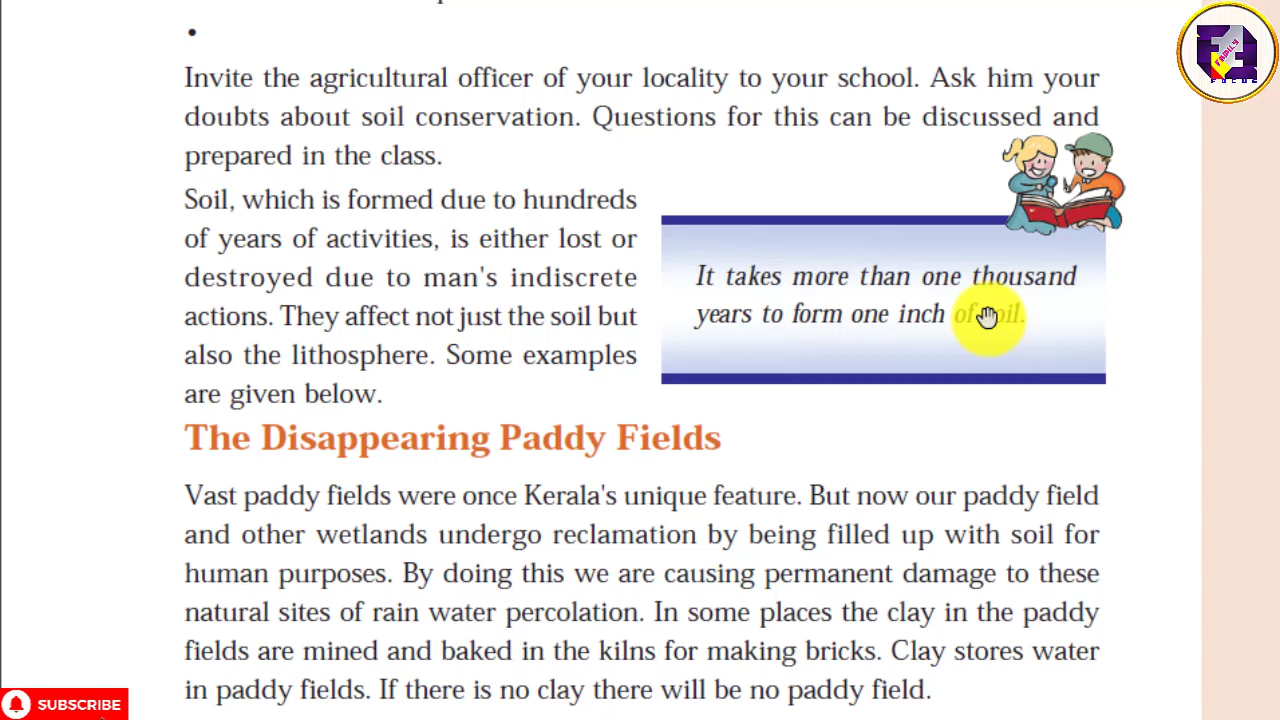 •
Invite the agricultural officer of your locality to your school. Ask him your
doubts about soil conservation. Questions for this can be discussed and
prepared in the class.
Soil, which is formed due to hundreds
of years of activities, is either lost or
destroyed due to man's indiscrete
actions. They affect not just the soil but
also the lithosphere. Some examples
are given below.
It takes more than one thousand
years to form one inch of soil.
The Disappearing Paddy Fields
Vast paddy fields were once Kerala's unique feature. But now our paddy field
and other wetlands undergo reclamation by being filled up with soil for
human purposes. By doing this we are causing permanent damage to these
natural sites of rain water percolation. In some places the clay in the paddy
fields are mined and baked in the kilns for making bricks. Clay stores water
in paddy fields. If there is no clay there will be no paddy field.
FAMILY
FOCUS
SUBSCRIBE